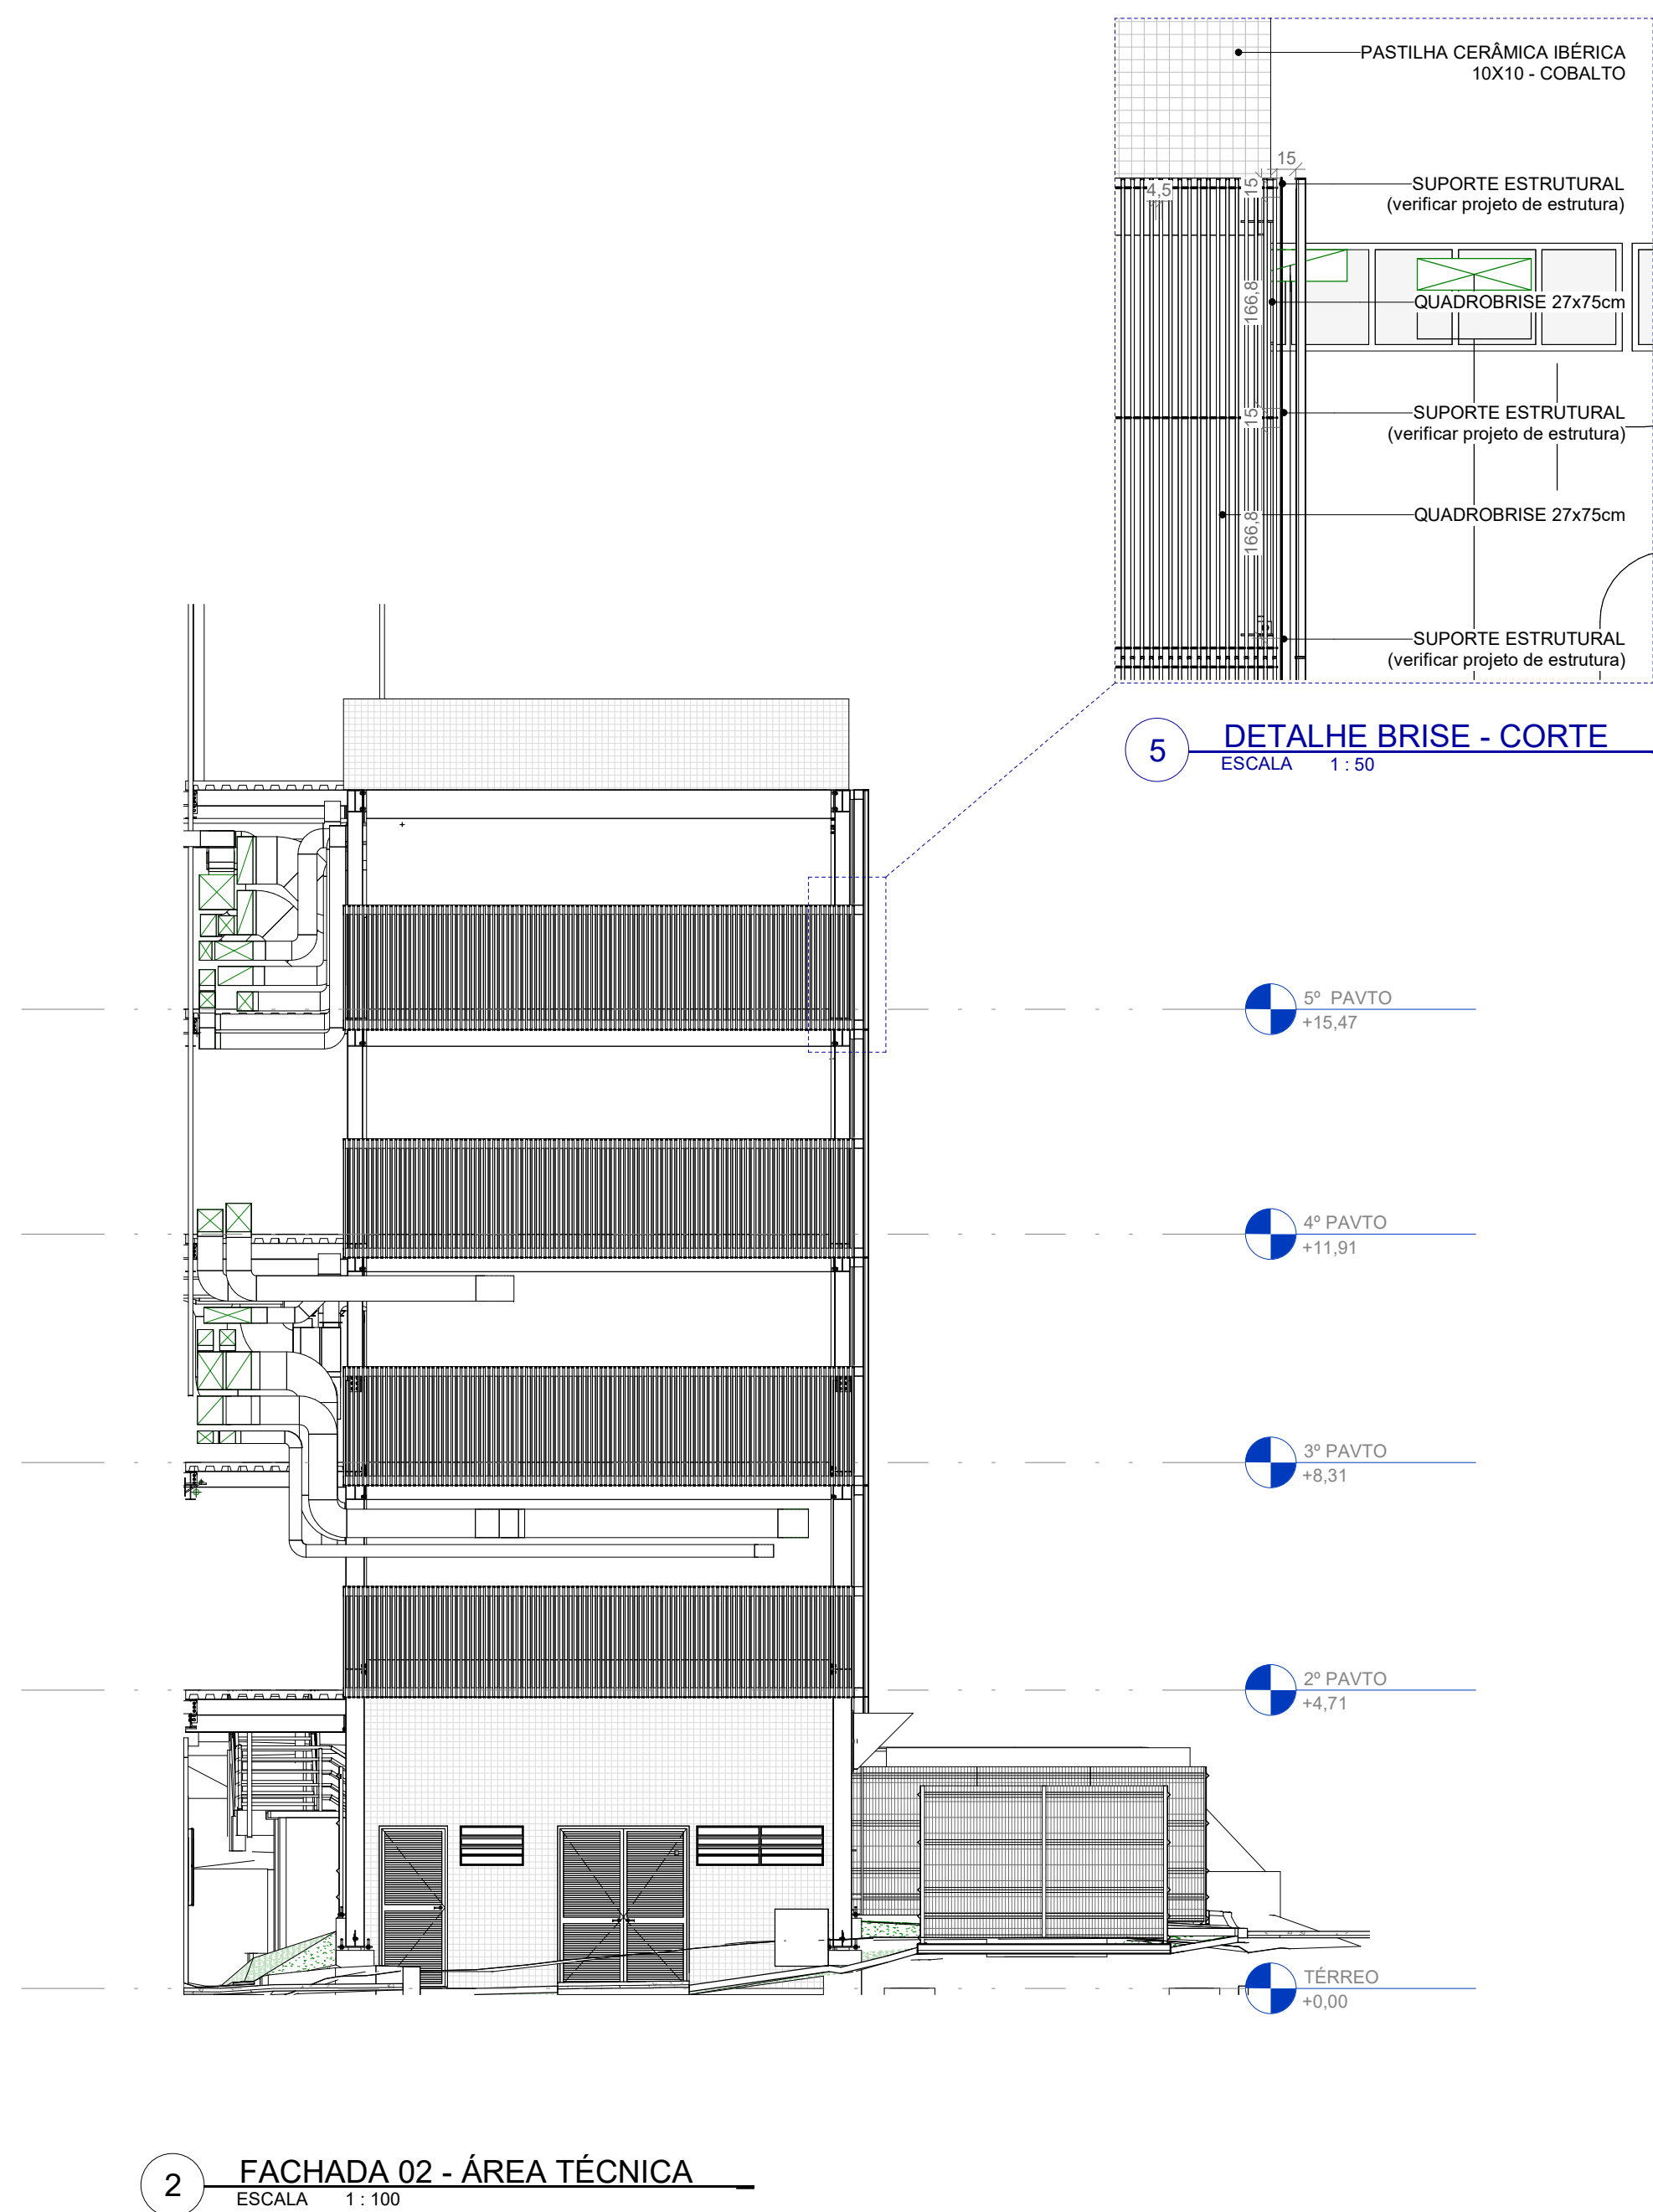 PASTILHA CERÂMICA IBÉRICA
10X10 - COBALTO
15
4,5
15
SUPORTE ESTRUTURAL
(verificar projeto de estrutura)
166,8
QUADROBRISE 27x75cm
15
SUPORTE ESTRUTURAL
(verificar projeto de estrutura)
166,8
QUADROBRISE 27x75cm
SUPORTE ESTRUTURAL
(verificar projeto de estrutura)
5
DETALHE BRISE - CORTE
ESCALA 1 : 50
5º PAVTO
+15,47
4º PAVTO
+11,91
3º PAVTO
+8,31
2º PAVTO
+4,71
TÉRREO
+0,00
2
FACHADA 02 - ÁREA TÉCNICA
ESCALA 1 : 100